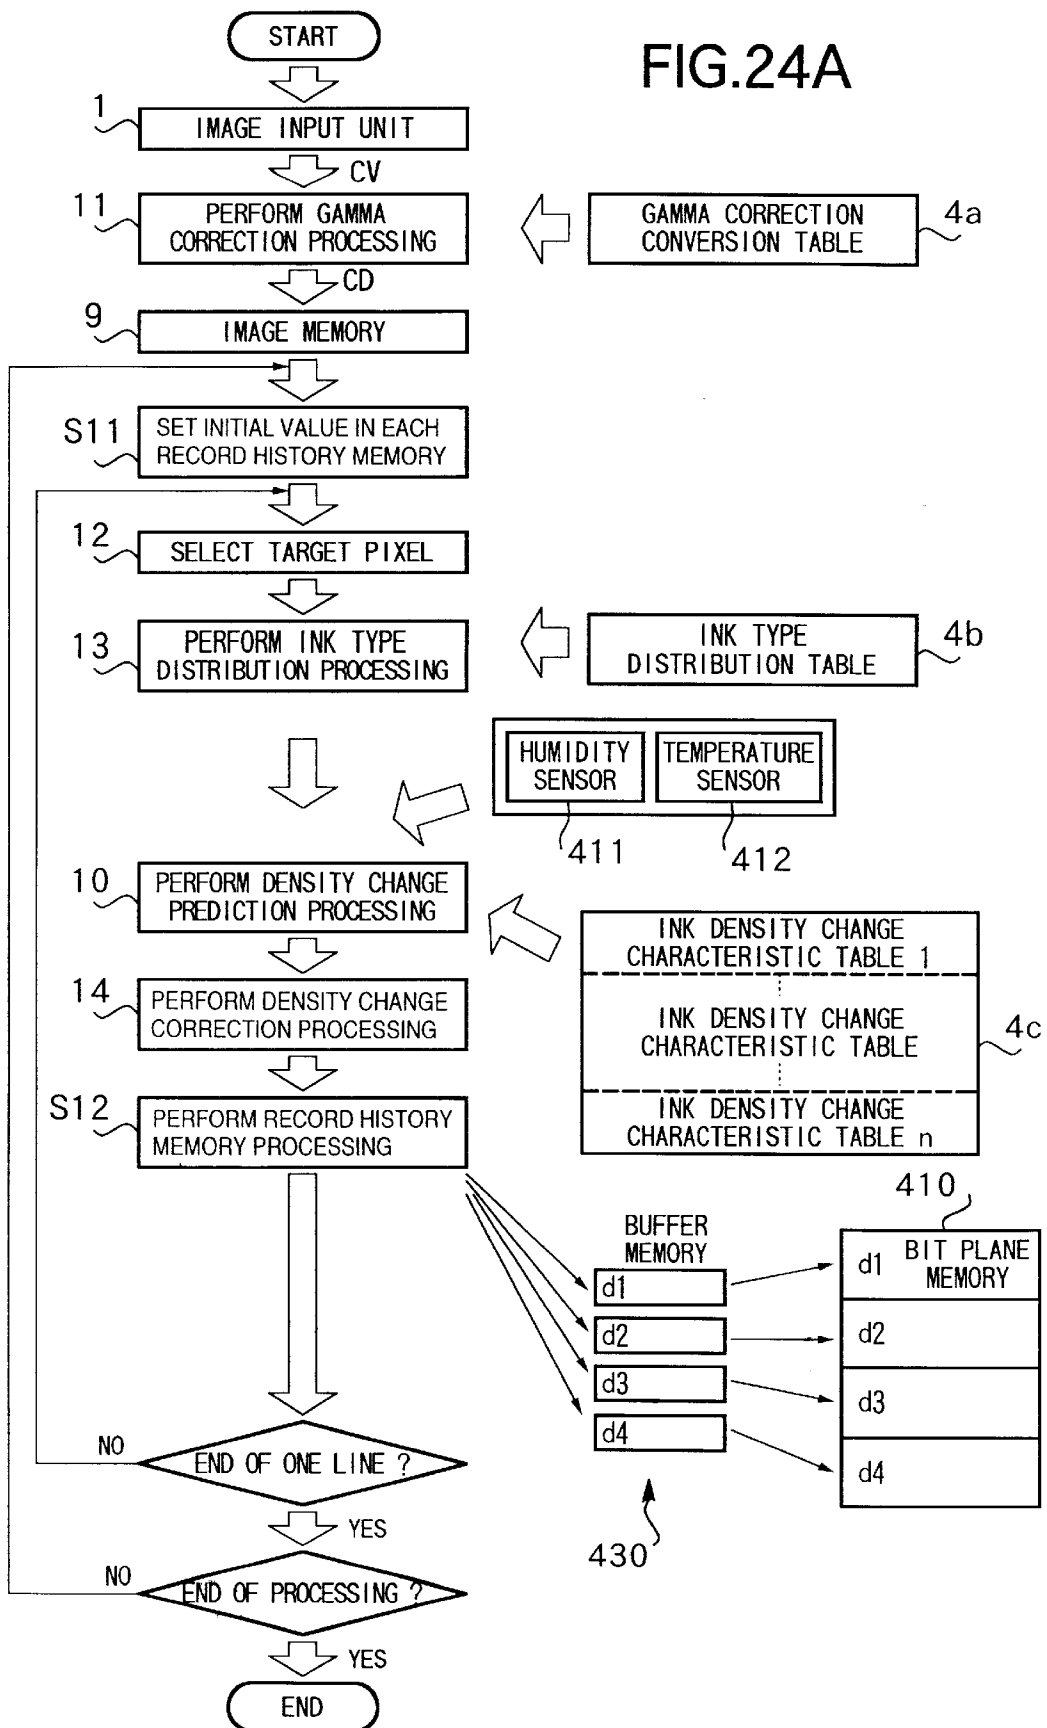 START
FIG.24A
1
IMAGE INPUT UNIT
CV
11
PERFORM GAMMA
CORRECTION PROCESSING
GAMMA CORRECTION
CONVERSION TABLE
4a
CD
9
IMAGE MEMORY
S11
SET INITIAL VALUE IN EACH
RECORD HISTORY MEMORY
12
SELECT TARGET PIXEL
13
PERFORM INK TYPE
DISTRIBUTION PROCESSING
INK TYPE
DISTRIBUTION TABLE
4b
HUMIDITY
SENSOR
TEMPERATURE
SENSOR
411
412
10
PERFORM DENSITY CHANGE
PREDICTION PROCESSING
INK DENSITY CHANGE
CHARACTERISTIC TABLE 1
14
PERFORM DENSITY CHANGE
CORRECTION PROCESSING
INK DENSITY CHANGE
CHARACTERISTIC TABLE
4c
S12
PERFORM RECORD HISTORY
MEMORY PROCESSING
INK DENSITY CHANGE
CHARACTERISTIC TABLE n
410
BUFFER
MEMORY
d1
d2
d3
d4
430
d1 BIT PLANE
MEMORY
d2
d3
d4
NO
END OF ONE LINE ?
YES
NO
END OF PROCESSING ?
YES
END